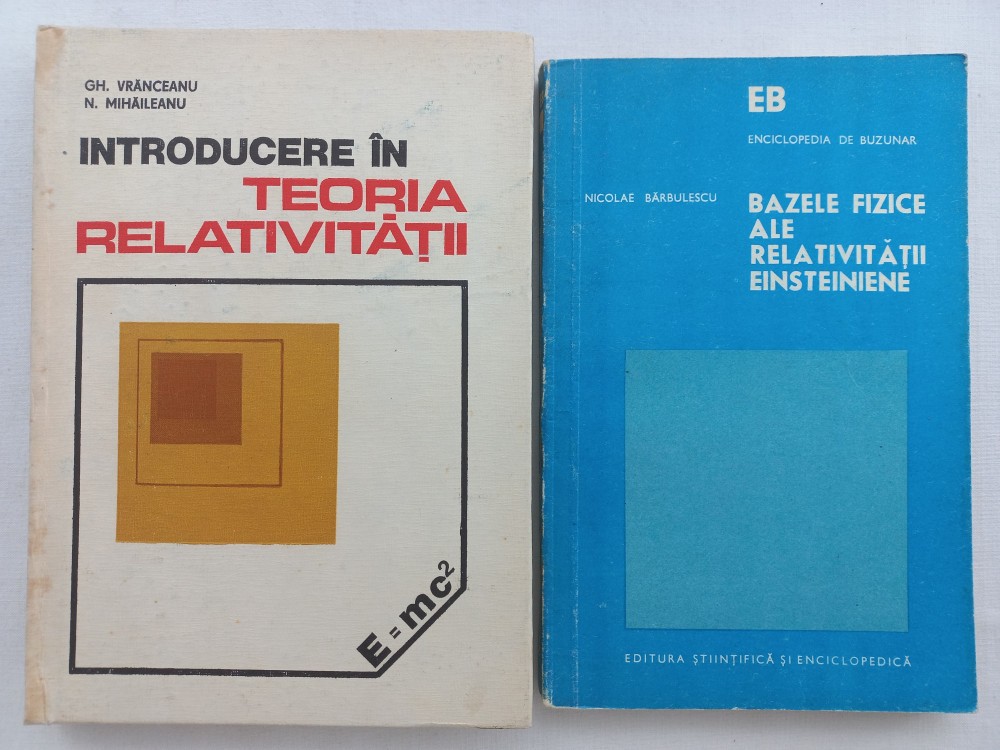 GH. VRĂNCEANU
N. MIHĂILEANU
INTRODUCERE ÎN
TEORIA
RELATIVITĂȚII
E=mc²
EB
ENCICLOPEDIA DE BUZUNAR
NICOLAE BĂRBULESCU
BAZELE FIZICE
ALE
RELATIVITĂȚII
EINSTEINIENE
EDITURA ȘTIINȚIFICĂ ȘI ENCICLOPEDICĂ